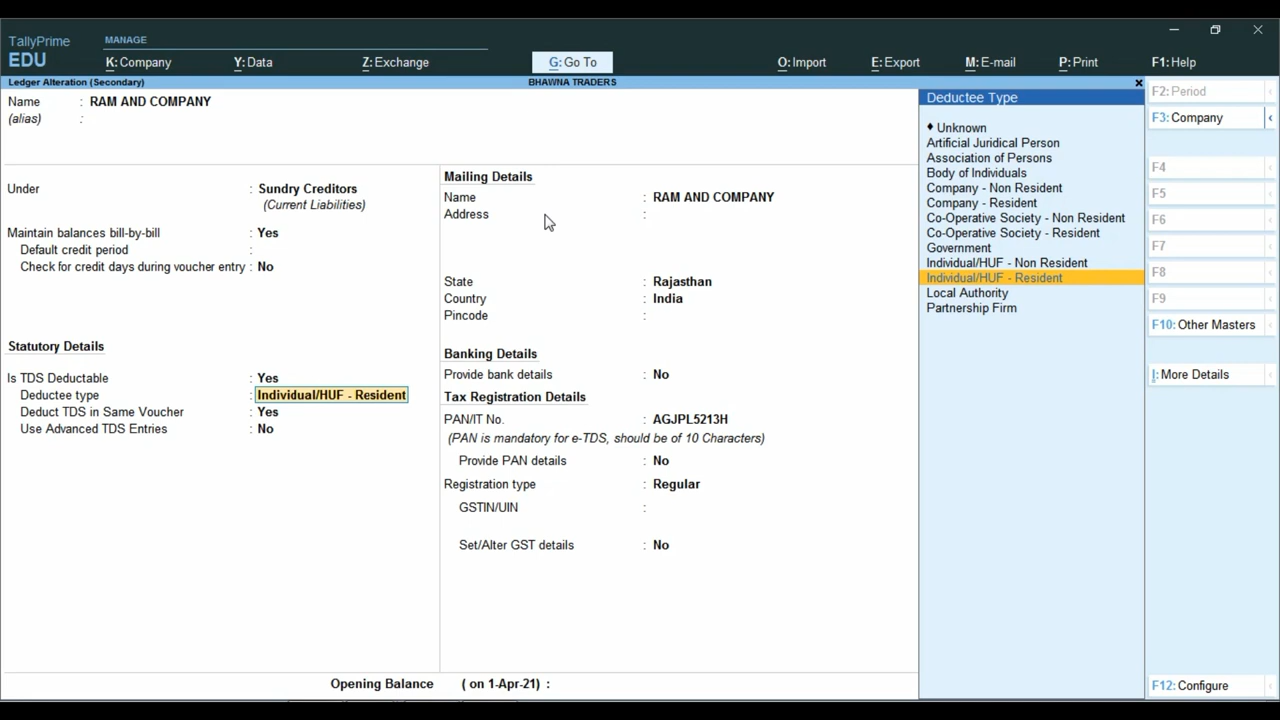 TallyPrime
EDU
MANAGE
K: Company
Y: Data
Z: Exchange
G: Go To
O: Import
E: Export
M: E-mail
P: Print
F1: Help
Ledger Alteration (Secondary)
BHAWNA TRADERS
×
Name : RAM AND COMPANY
(alias) :
Under : Sundry Creditors
(Current Liabilities)
Maintain balances bill-by-bill : Yes
Default credit period :
Check for credit days during voucher entry : No
Statutory Details
Is TDS Deductable : Yes
Deductee type : Individual/HUF - Resident
Deduct TDS in Same Voucher : Yes
Use Advanced TDS Entries : No
Mailing Details
Name : RAM AND COMPANY
Address :
State : Rajasthan
Country : India
Pincode :
Banking Details
Provide bank details : No
Tax Registration Details
PAN/IT No. : AGJPL5213H
(PAN is mandatory for e-TDS, should be of 10 Characters)
Provide PAN details : No
Registration type : Regular
GSTIN/UIN :
Set/Alter GST details : No
Opening Balance ( on 1-Apr-21) :
Deductee Type
♦ Unknown
Artificial Juridical Person
Association of Persons
Body of Individuals
Company - Non Resident
Company - Resident
Co-Operative Society - Non Resident
Co-Operative Society - Resident
Government
Individual/HUF - Non Resident
Individual/HUF - Resident
Local Authority
Partnership Firm
F2: Period
F3: Company
F4
F5
F6
F7
F8
F9
F10: Other Masters
I: More Details
F12: Configure